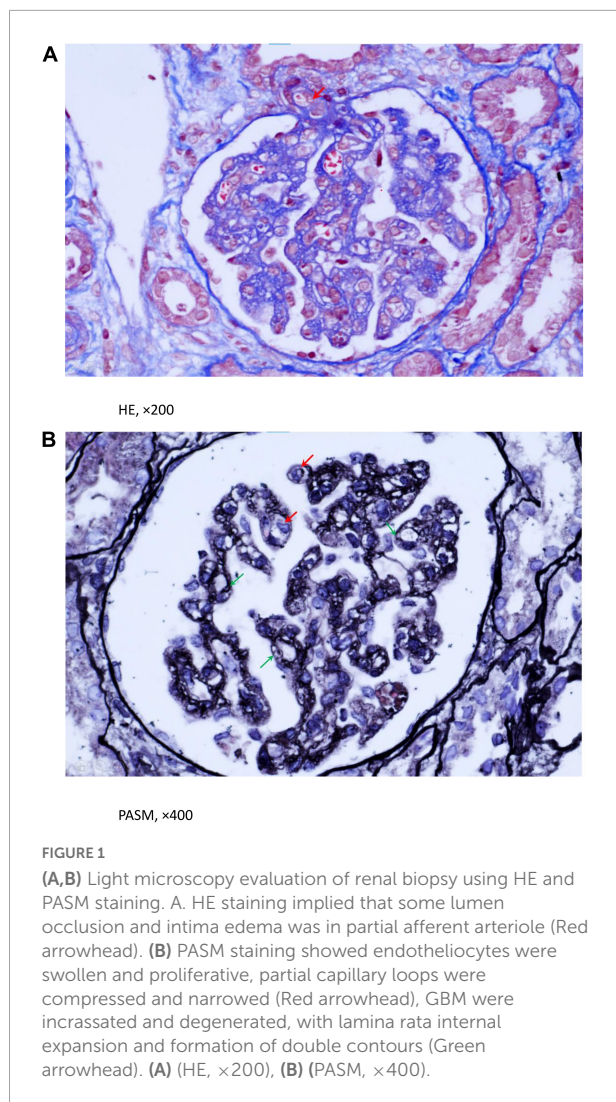 A
HE, ×200
B
PASM, ×400
FIGURE 1
(A,B) Light microscopy evaluation of renal biopsy using HE and
PASM staining. A. HE staining implied that some lumen
occlusion and intima edema was in partial afferent arteriole (Red
arrowhead). (B) PASM staining showed endotheliocytes were
swollen and proliferative, partial capillary loops were
compressed and narrowed (Red arrowhead), GBM were
incrassated and degenerated, with lamina rata internal
expansion and formation of double contours (Green
arrowhead). (A) (HE, ×200), (B) (PASM, ×400).